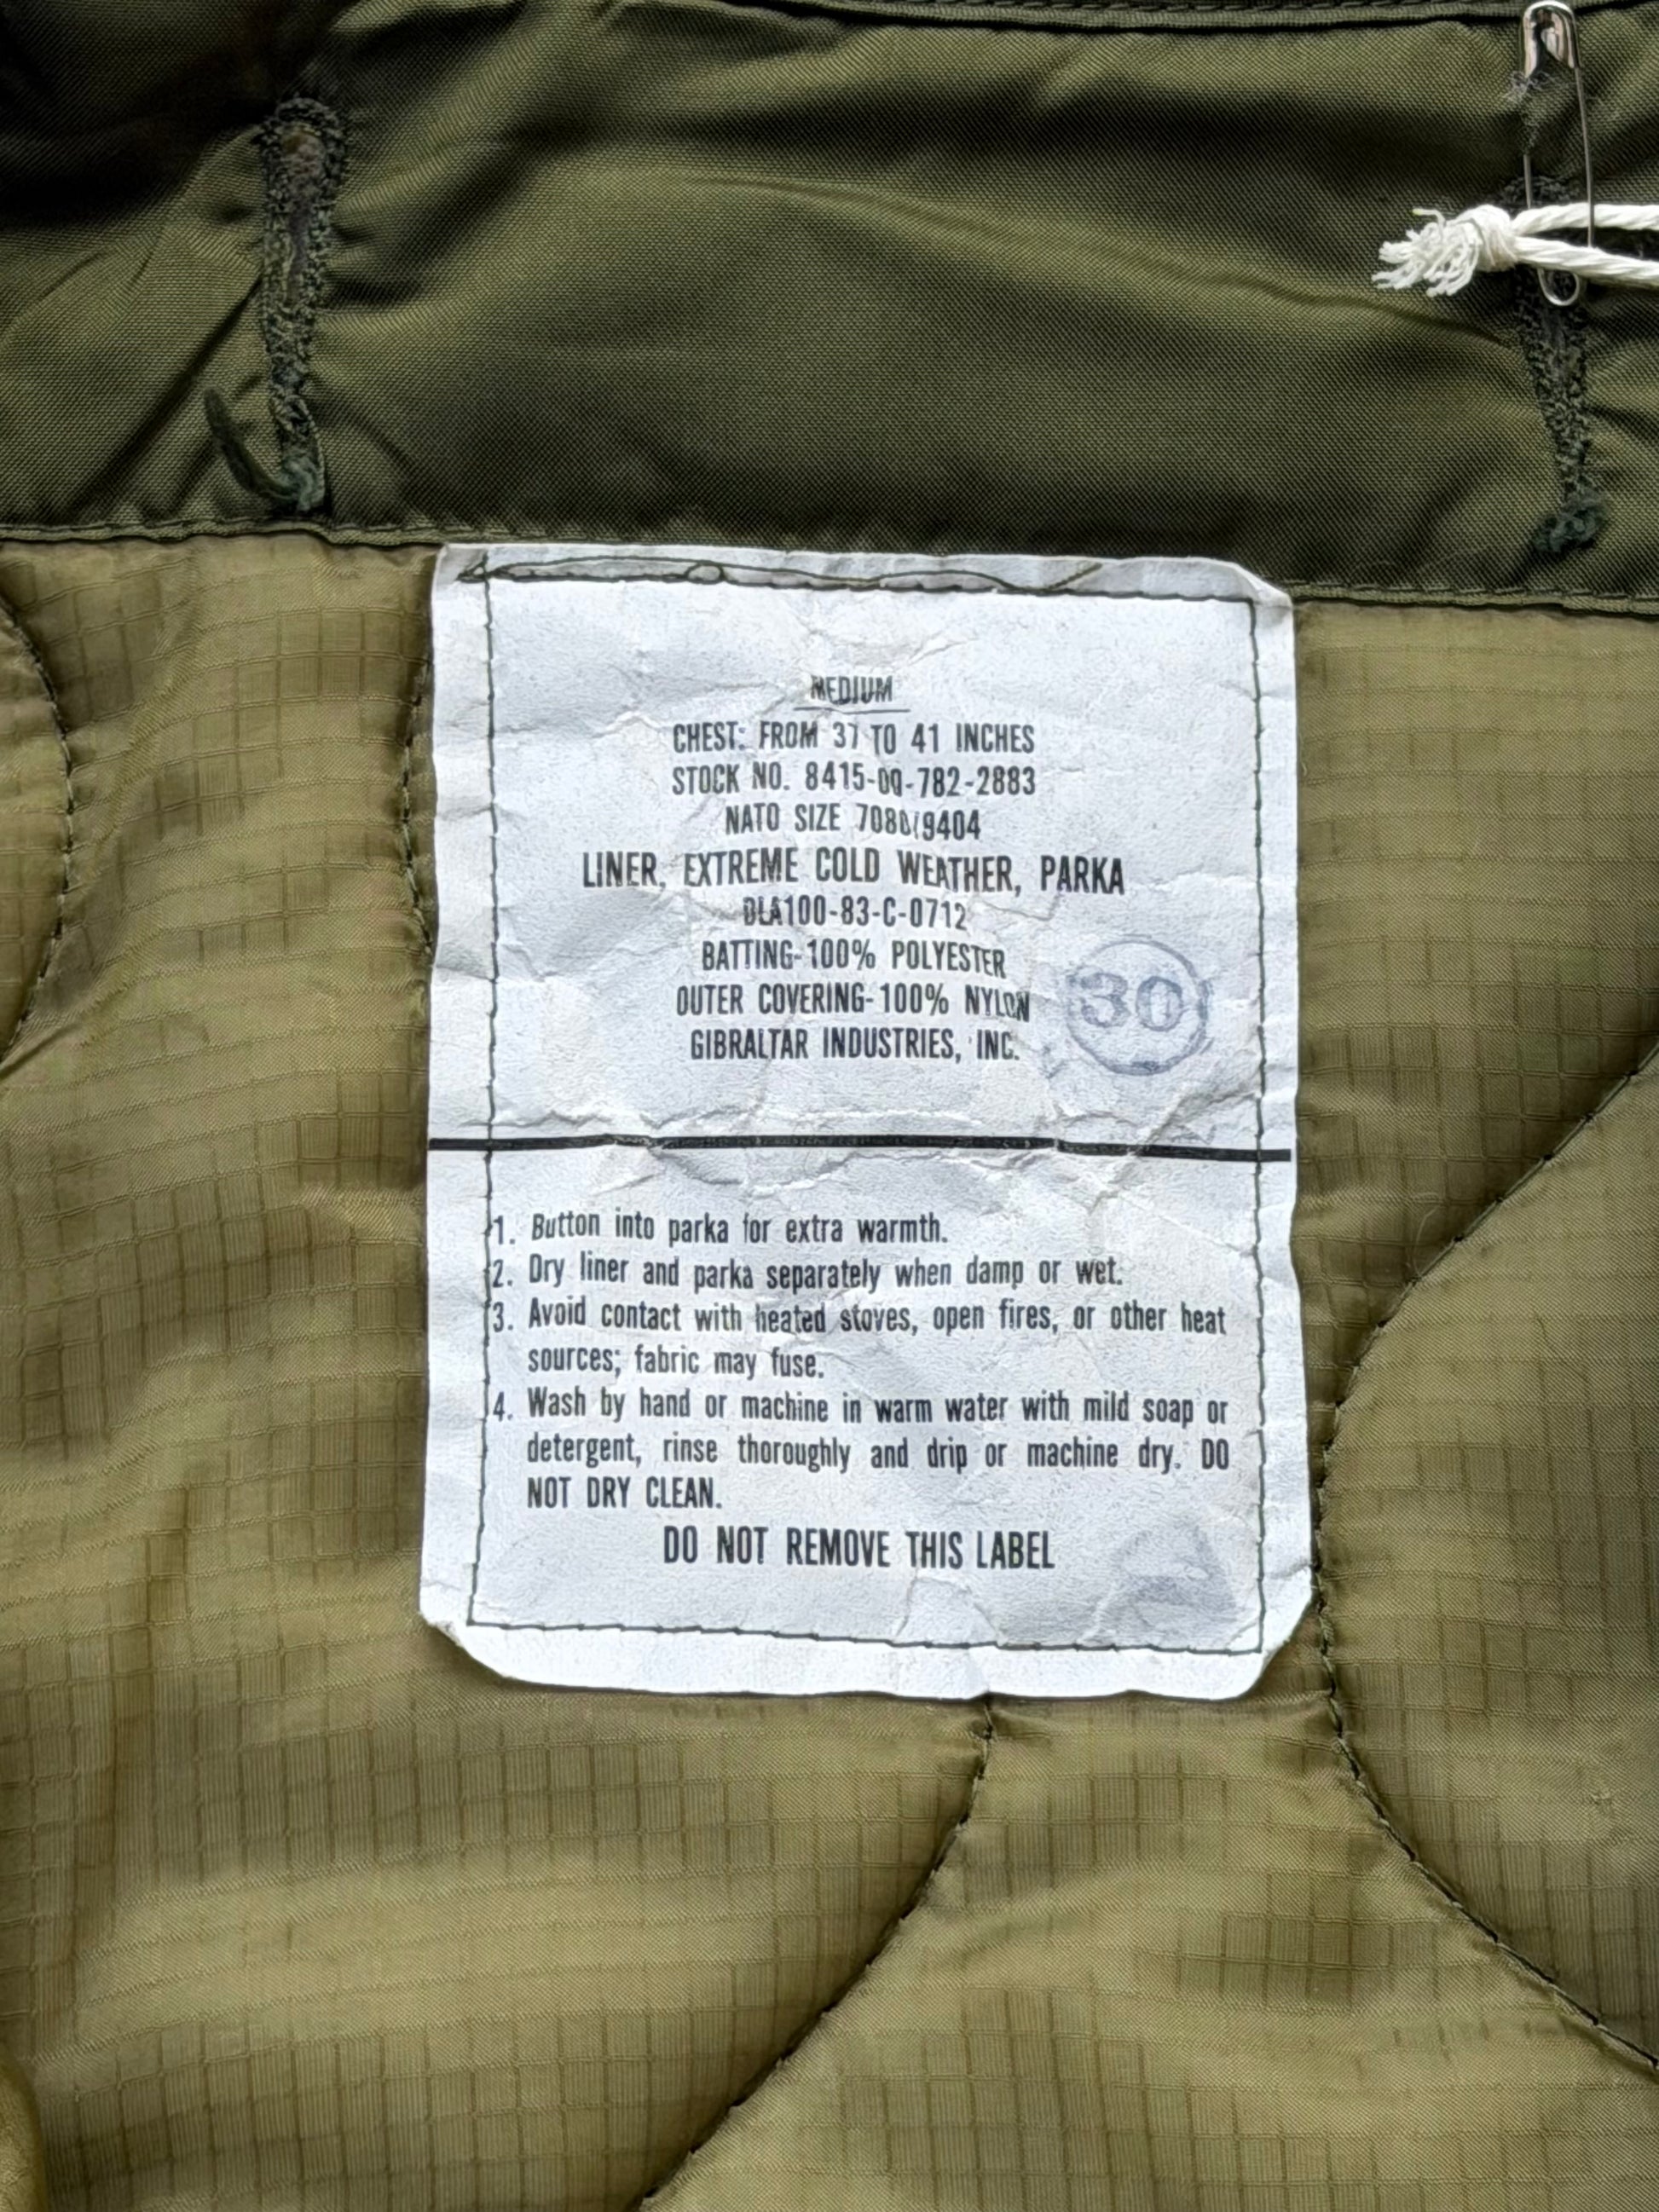 MEDIUM
CHEST: FROM 37 TO 41 INCHES
STOCK NO. 8415-00-782-2883
NATO SIZE 7080/9404
LINER, EXTREME COLD WEATHER, PARKA
DLA100-83-C-0712
BATTING-100% POLYESTER
OUTER COVERING-100% NYLON
GIBRALTAR INDUSTRIES, INC.
30
1. Button into parka for extra warmth.
2. Dry liner and parka separately when damp or wet.
3. Avoid contact with heated stoves, open fires, or other heat
sources; fabric may fuse.
4. Wash by hand or machine in warm water with mild soap or
detergent, rinse thoroughly and drip or machine dry. DO
NOT DRY CLEAN.
DO NOT REMOVE THIS LABEL